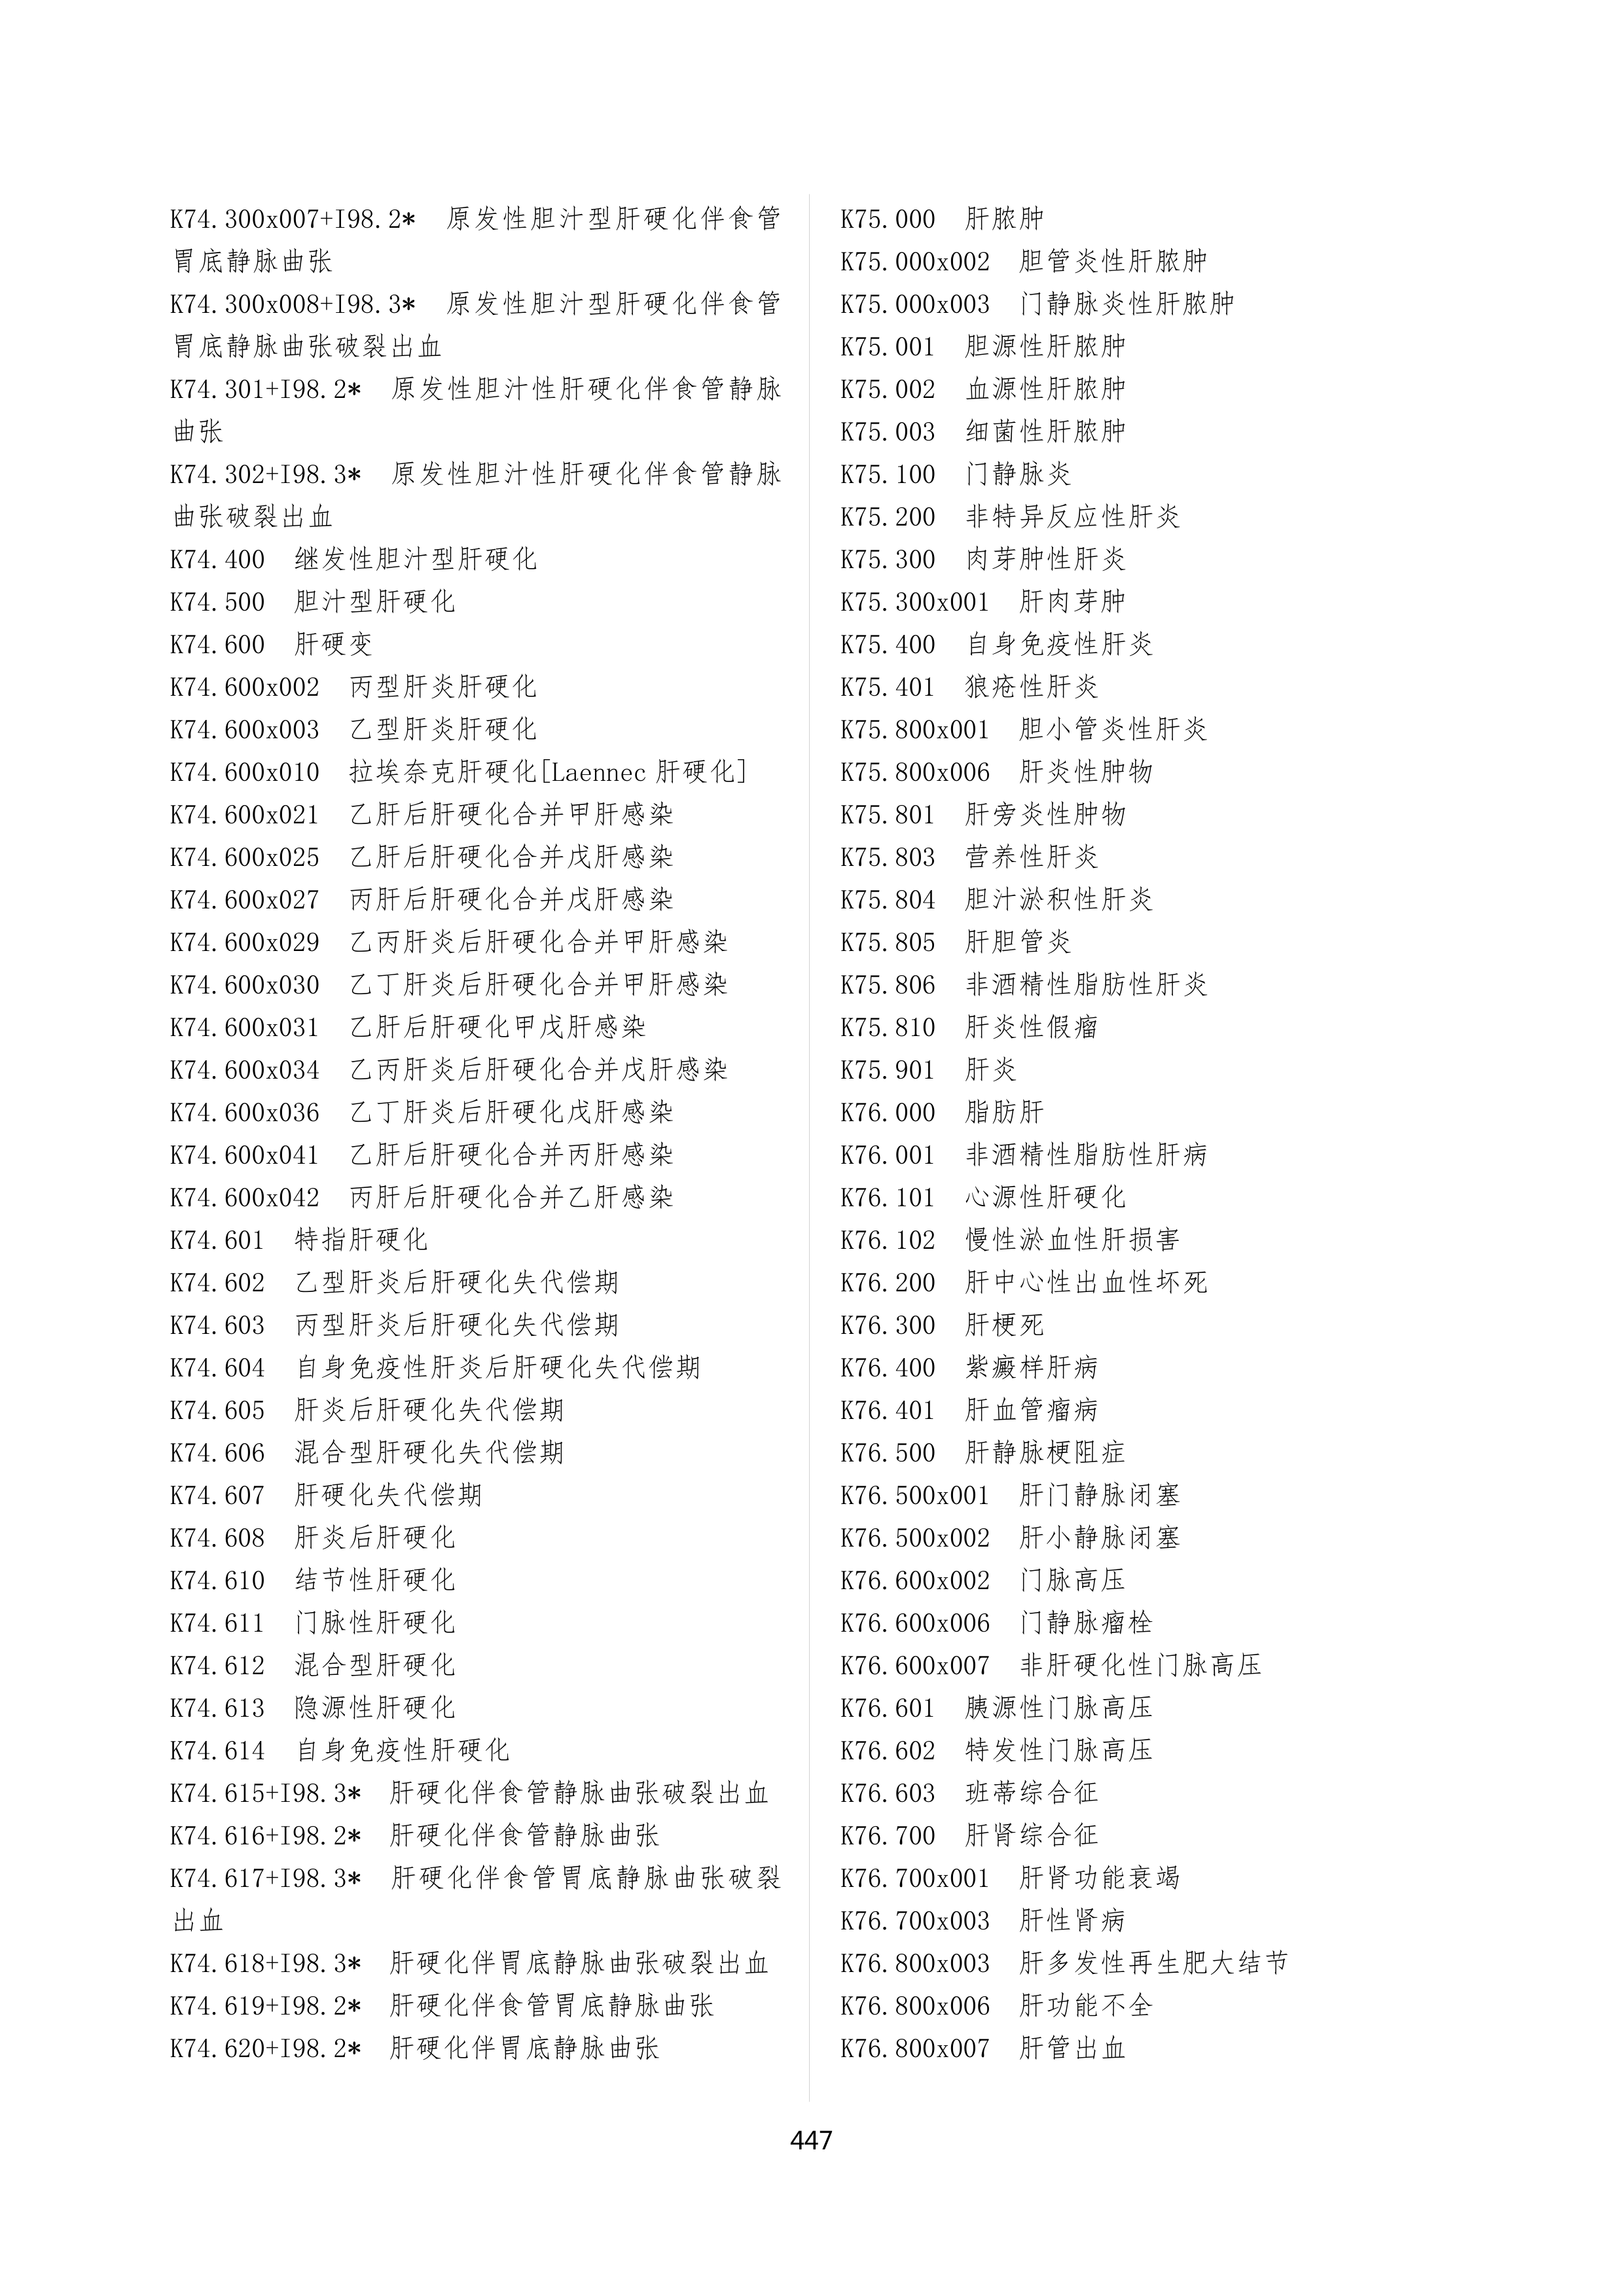 K74.300x007+I98.2* 原发性胆汁型肝硬化伴食管
胃底静脉曲张
K74.300x008+I98.3* 原发性胆汁型肝硬化伴食管
胃底静脉曲张破裂出血
K74.301+I98.2* 原发性胆汁性肝硬化伴食管静脉
曲张
K74.302+I98.3* 原发性胆汁性肝硬化伴食管静脉
曲张破裂出血
K74.400 继发性胆汁型肝硬化
K74.500 胆汁型肝硬化
K74.600 肝硬变
K74.600x002 丙型肝炎肝硬化
K74.600x003 乙型肝炎肝硬化
K74.600x010 拉埃奈克肝硬化[Laennec 肝硬化]
K74.600x021 乙肝后肝硬化合并甲肝感染
K74.600x025 乙肝后肝硬化合并戊肝感染
K74.600x027 丙肝后肝硬化合并戊肝感染
K74.600x029 乙丙肝炎后肝硬化合并甲肝感染
K74.600x030 乙丁肝炎后肝硬化合并甲肝感染
K74.600x031 乙肝后肝硬化甲戊肝感染
K74.600x034 乙丙肝炎后肝硬化合并戊肝感染
K74.600x036 乙丁肝炎后肝硬化戊肝感染
K74.600x041 乙肝后肝硬化合并丙肝感染
K74.600x042 丙肝后肝硬化合并乙肝感染
K74.601 特指肝硬化
K74.602 乙型肝炎后肝硬化失代偿期
K74.603 丙型肝炎后肝硬化失代偿期
K74.604 自身免疫性肝炎后肝硬化失代偿期
K74.605 肝炎后肝硬化失代偿期
K74.606 混合型肝硬化失代偿期
K74.607 肝硬化失代偿期
K74.608 肝炎后肝硬化
K74.610 结节性肝硬化
K74.611 门脉性肝硬化
K74.612 混合型肝硬化
K74.613 隐源性肝硬化
K74.614 自身免疫性肝硬化
K74.615+I98.3* 肝硬化伴食管静脉曲张破裂出血
K74.616+I98.2* 肝硬化伴食管静脉曲张
K74.617+I98.3* 肝硬化伴食管胃底静脉曲张破裂
出血
K74.618+I98.3* 肝硬化伴胃底静脉曲张破裂出血
K74.619+I98.2* 肝硬化伴食管胃底静脉曲张
K74.620+I98.2* 肝硬化伴胃底静脉曲张
K75.000 肝脓肿
K75.000x002 胆管炎性肝脓肿
K75.000x003 门静脉炎性肝脓肿
K75.001 胆源性肝脓肿
K75.002 血源性肝脓肿
K75.003 细菌性肝脓肿
K75.100 门静脉炎
K75.200 非特异反应性肝炎
K75.300 肉芽肿性肝炎
K75.300x001 肝肉芽肿
K75.400 自身免疫性肝炎
K75.401 狼疮性肝炎
K75.800x001 胆小管炎性肝炎
K75.800x006 肝炎性肿物
K75.801 肝旁炎性肿物
K75.803 营养性肝炎
K75.804 胆汁淤积性肝炎
K75.805 肝胆管炎
K75.806 非酒精性脂肪性肝炎
K75.810 肝炎性假瘤
K75.901 肝炎
K76.000 脂肪肝
K76.001 非酒精性脂肪性肝病
K76.101 心源性肝硬化
K76.102 慢性淤血性肝损害
K76.200 肝中心性出血性坏死
K76.300 肝梗死
K76.400 紫癜样肝病
K76.401 肝血管瘤病
K76.500 肝静脉梗阻症
K76.500x001 肝门静脉闭塞
K76.500x002 肝小静脉闭塞
K76.600x002 门脉高压
K76.600x006 门静脉瘤栓
K76.600x007 非肝硬化性门脉高压
K76.601 胰源性门脉高压
K76.602 特发性门脉高压
K76.603 班蒂综合征
K76.700 肝肾综合征
K76.700x001 肝肾功能衰竭
K76.700x003 肝性肾病
K76.800x003 肝多发性再生肥大结节
K76.800x006 肝功能不全
K76.800x007 肝管出血
447